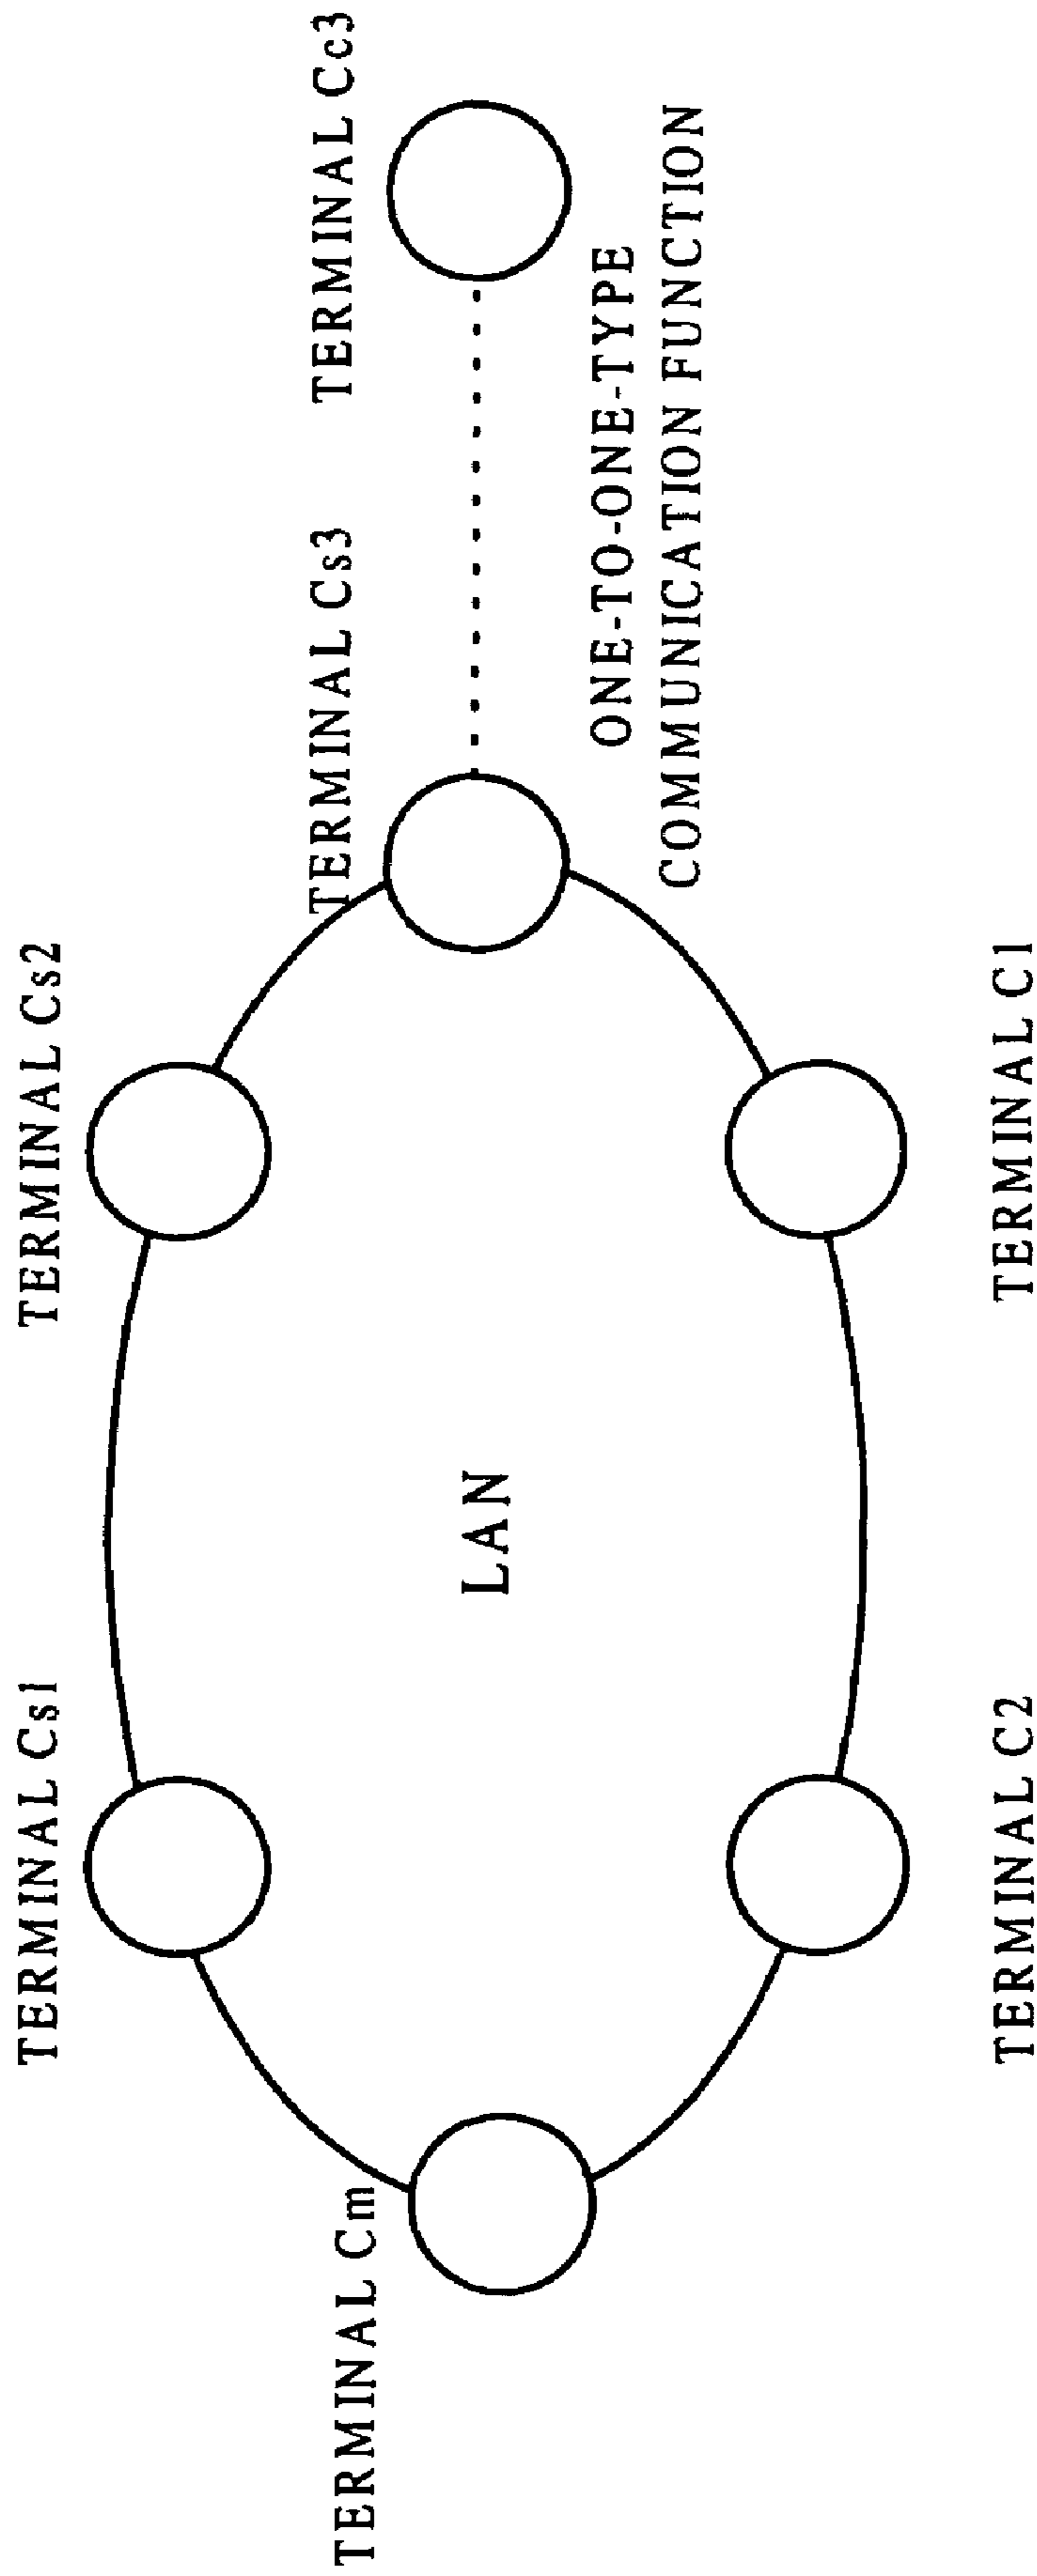 TERMINAL Cs1
TERMINAL Cs2
TERMINAL Cm
TERMINAL Cs3
TERMINAL Cc3
LAN
ONE-TO-ONE-TYPE
COMMUNICATION FUNCTION
TERMINAL C2
TERMINAL C1